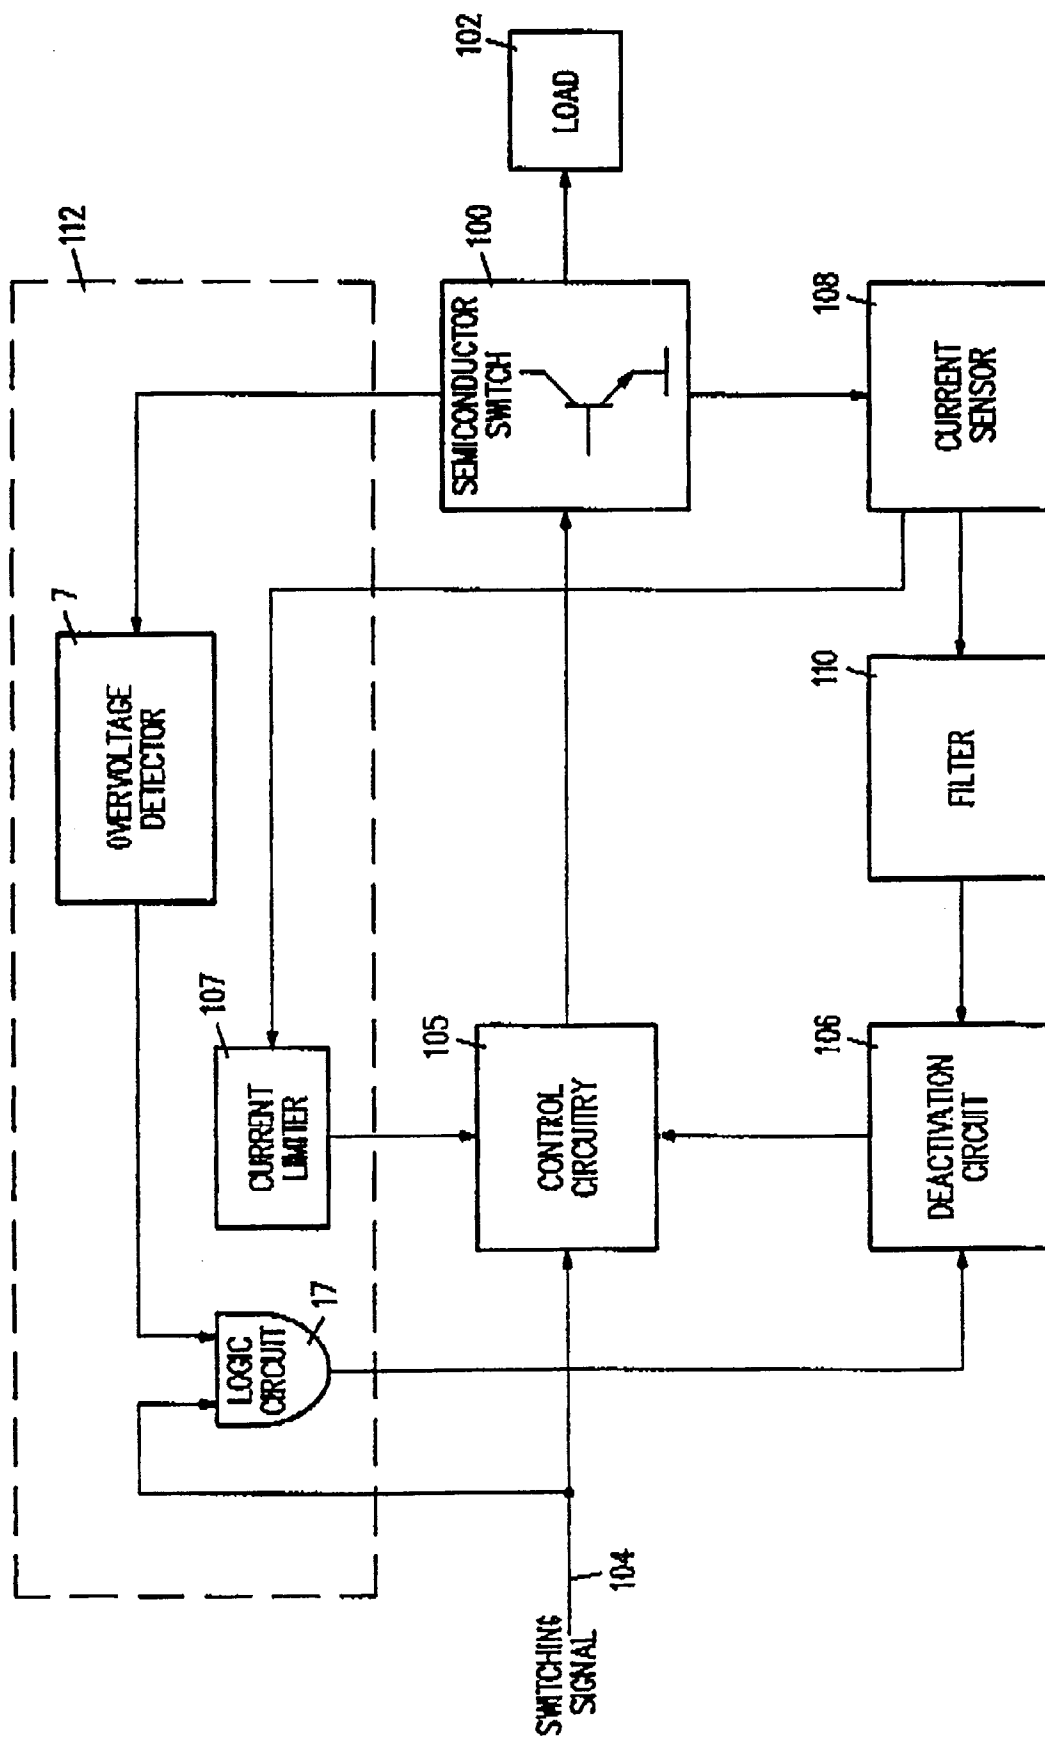 112
7
OVERVOLTAGE
DETECTOR
107
CURRENT
LIMITER
LOGIC
CIRCUIT
17
SWITCHING
SIGNAL
104
105
CONTROL
CIRCUITRY
100
SEMICONDUCTOR
SWITCH
102
LOAD
106
DEACTIVATION
CIRCUIT
110
FILTER
108
CURRENT
SENSOR